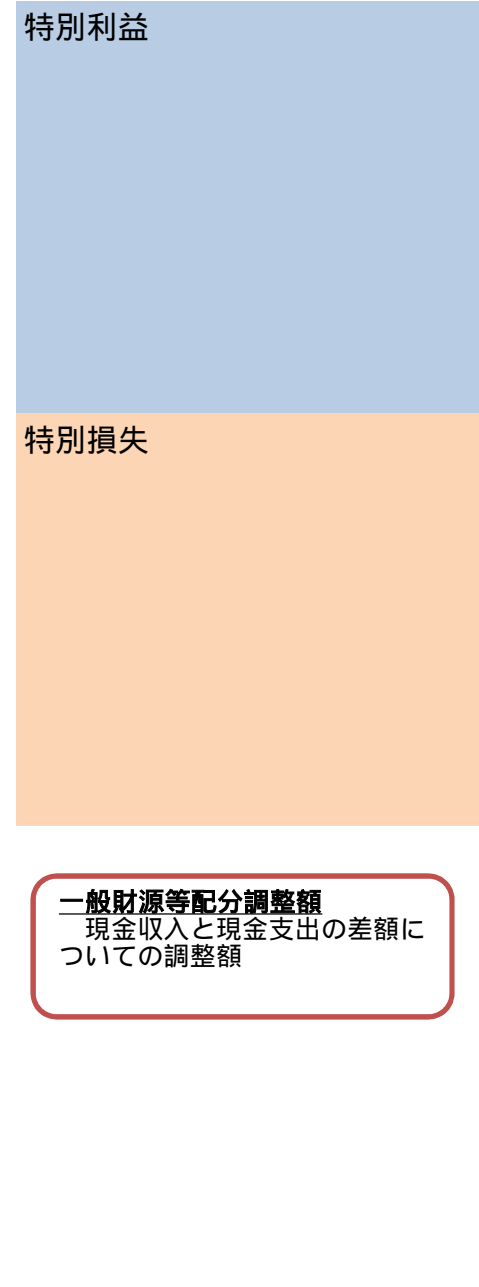 特別利益
特別損失
一般財源等配分調整額
　現金収入と現金支出の差額に
ついての調整額